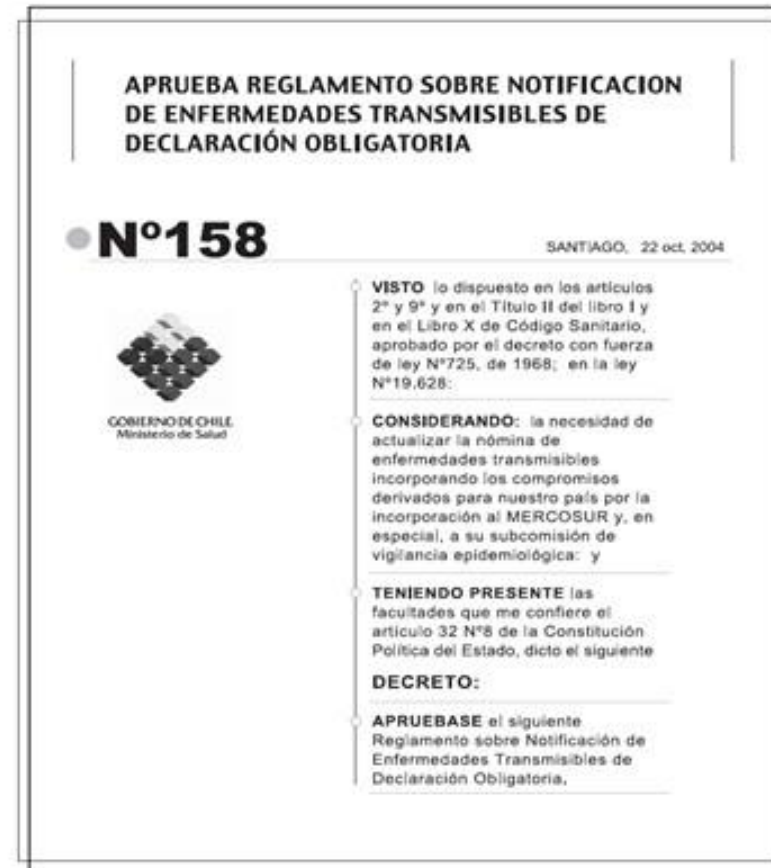 APRUEBA REGLAMENTO SOBRE NOTIFICACION
DE ENFERMEDADES TRANSMISIBLES DE
DECLARACIÓN OBLIGATORIA
Nº158
SANTIAGO, 22 oct, 2004
GOBIERNO DE CHILE
Ministerio de Salud
VISTO lo dispuesto en los artículos
2º y 9º y en el Título II del libro I y
en el Libro X de Código Sanitario,
aprobado por el decreto con fuerza
de ley Nº725, de 1968; en la ley
Nº19.628:
CONSIDERANDO: la necesidad de
actualizar la nómina de
enfermedades transmisibles
incorporando los compromisos
derivados para nuestro país por la
incorporación al MERCOSUR y, en
especial, a su subcomisión de
vigilancia epidemiológica: y
TENIENDO PRESENTE las
facultades que me confiere el
artículo 32 Nº8 de la Constitución
Política del Estado, dicto el siguiente
DECRETO:
APRUEBASE el siguiente
Reglamento sobre Notificación de
Enfermedades Transmisibles de
Declaración Obligatoria,